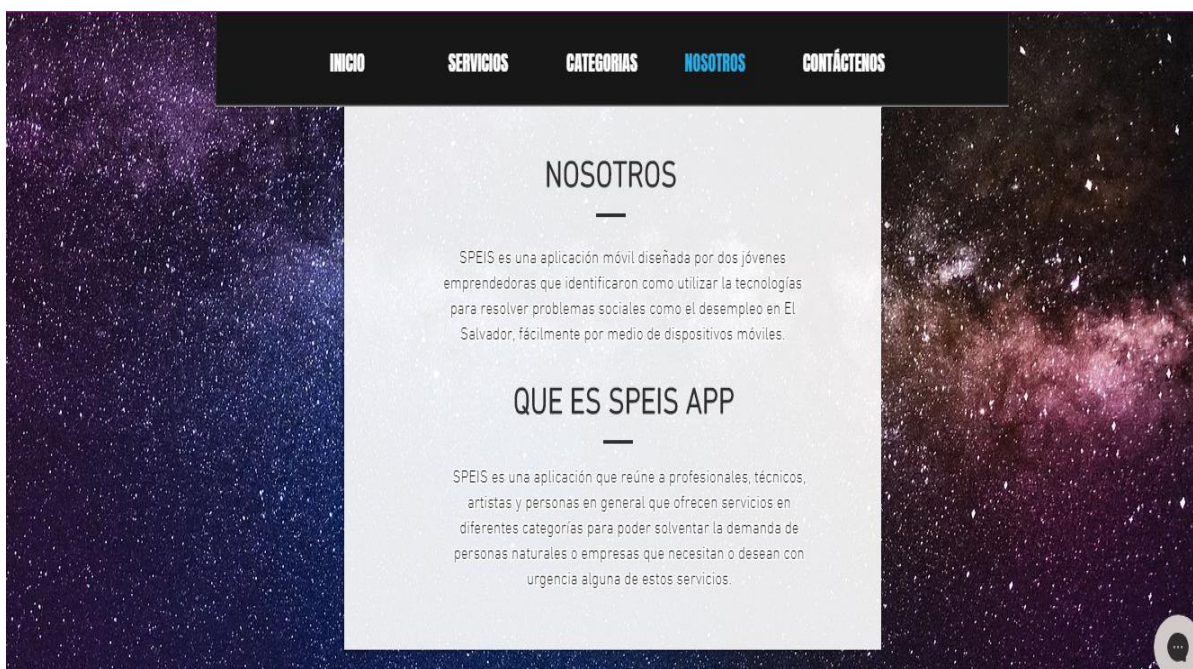 INICIO SERVICIOS CATEGORIAS NOSOTROS CONTÁCTENOS
NOSOTROS
SPEIS es una aplicación móvil diseñada por dos jóvenes
emprendedoras que identificaron como utilizar la tecnologías
para resolver problemas sociales como el desempleo en El
Salvador, fácilmente por medio de dispositivos móviles.
QUE ES SPEIS APP
SPEIS es una aplicación que reúne a profesionales, técnicos,
artistas y personas en general que ofrecen servicios en
diferentes categorías para poder solventar la demanda de
personas naturales o empresas que necesitan o desean con
urgencia alguna de estos servicios.